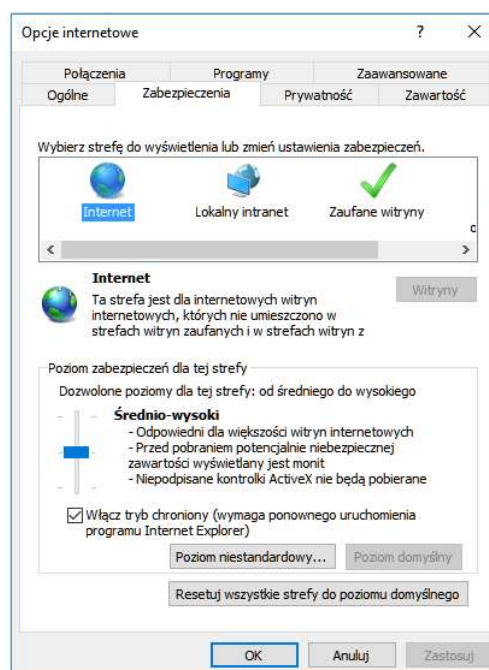 Opcje internetowe
?
Połączenia Programy Zaawansowane
Ogólne Zabezpieczenia Prywatność Zawartość
Wybierz strefę do wyświetlenia lub zmień ustawienia zabezpieczeń.
Internet Lokalny intranet Zaufane witryny
Internet
Witryny
Ta strefa jest dla internetowych witryn
internetowych, których nie umieszczono w
strefach witryn zaufanych i w strefach witryn z
Poziom zabezpieczeń dla tej strefy
Dozwolone poziomy dla tej strefy: od średniego do wysokiego
Średnio-wysoki
- Odpowiedni dla większości witryn internetowych
- Przed pobraniem potencjalnie niebezpiecznej
zawartości wyświetlany jest monit
- Niepodpisane kontrolki ActiveX nie będą pobierane
Włącz tryb chroniony (wymaga ponownego uruchomienia
programu Internet Explorer)
Poziom niestandardowy... Poziom domyślny
Resetuj wszystkie strefy do poziomu domyślnego
OK Anuluj Zastosuj